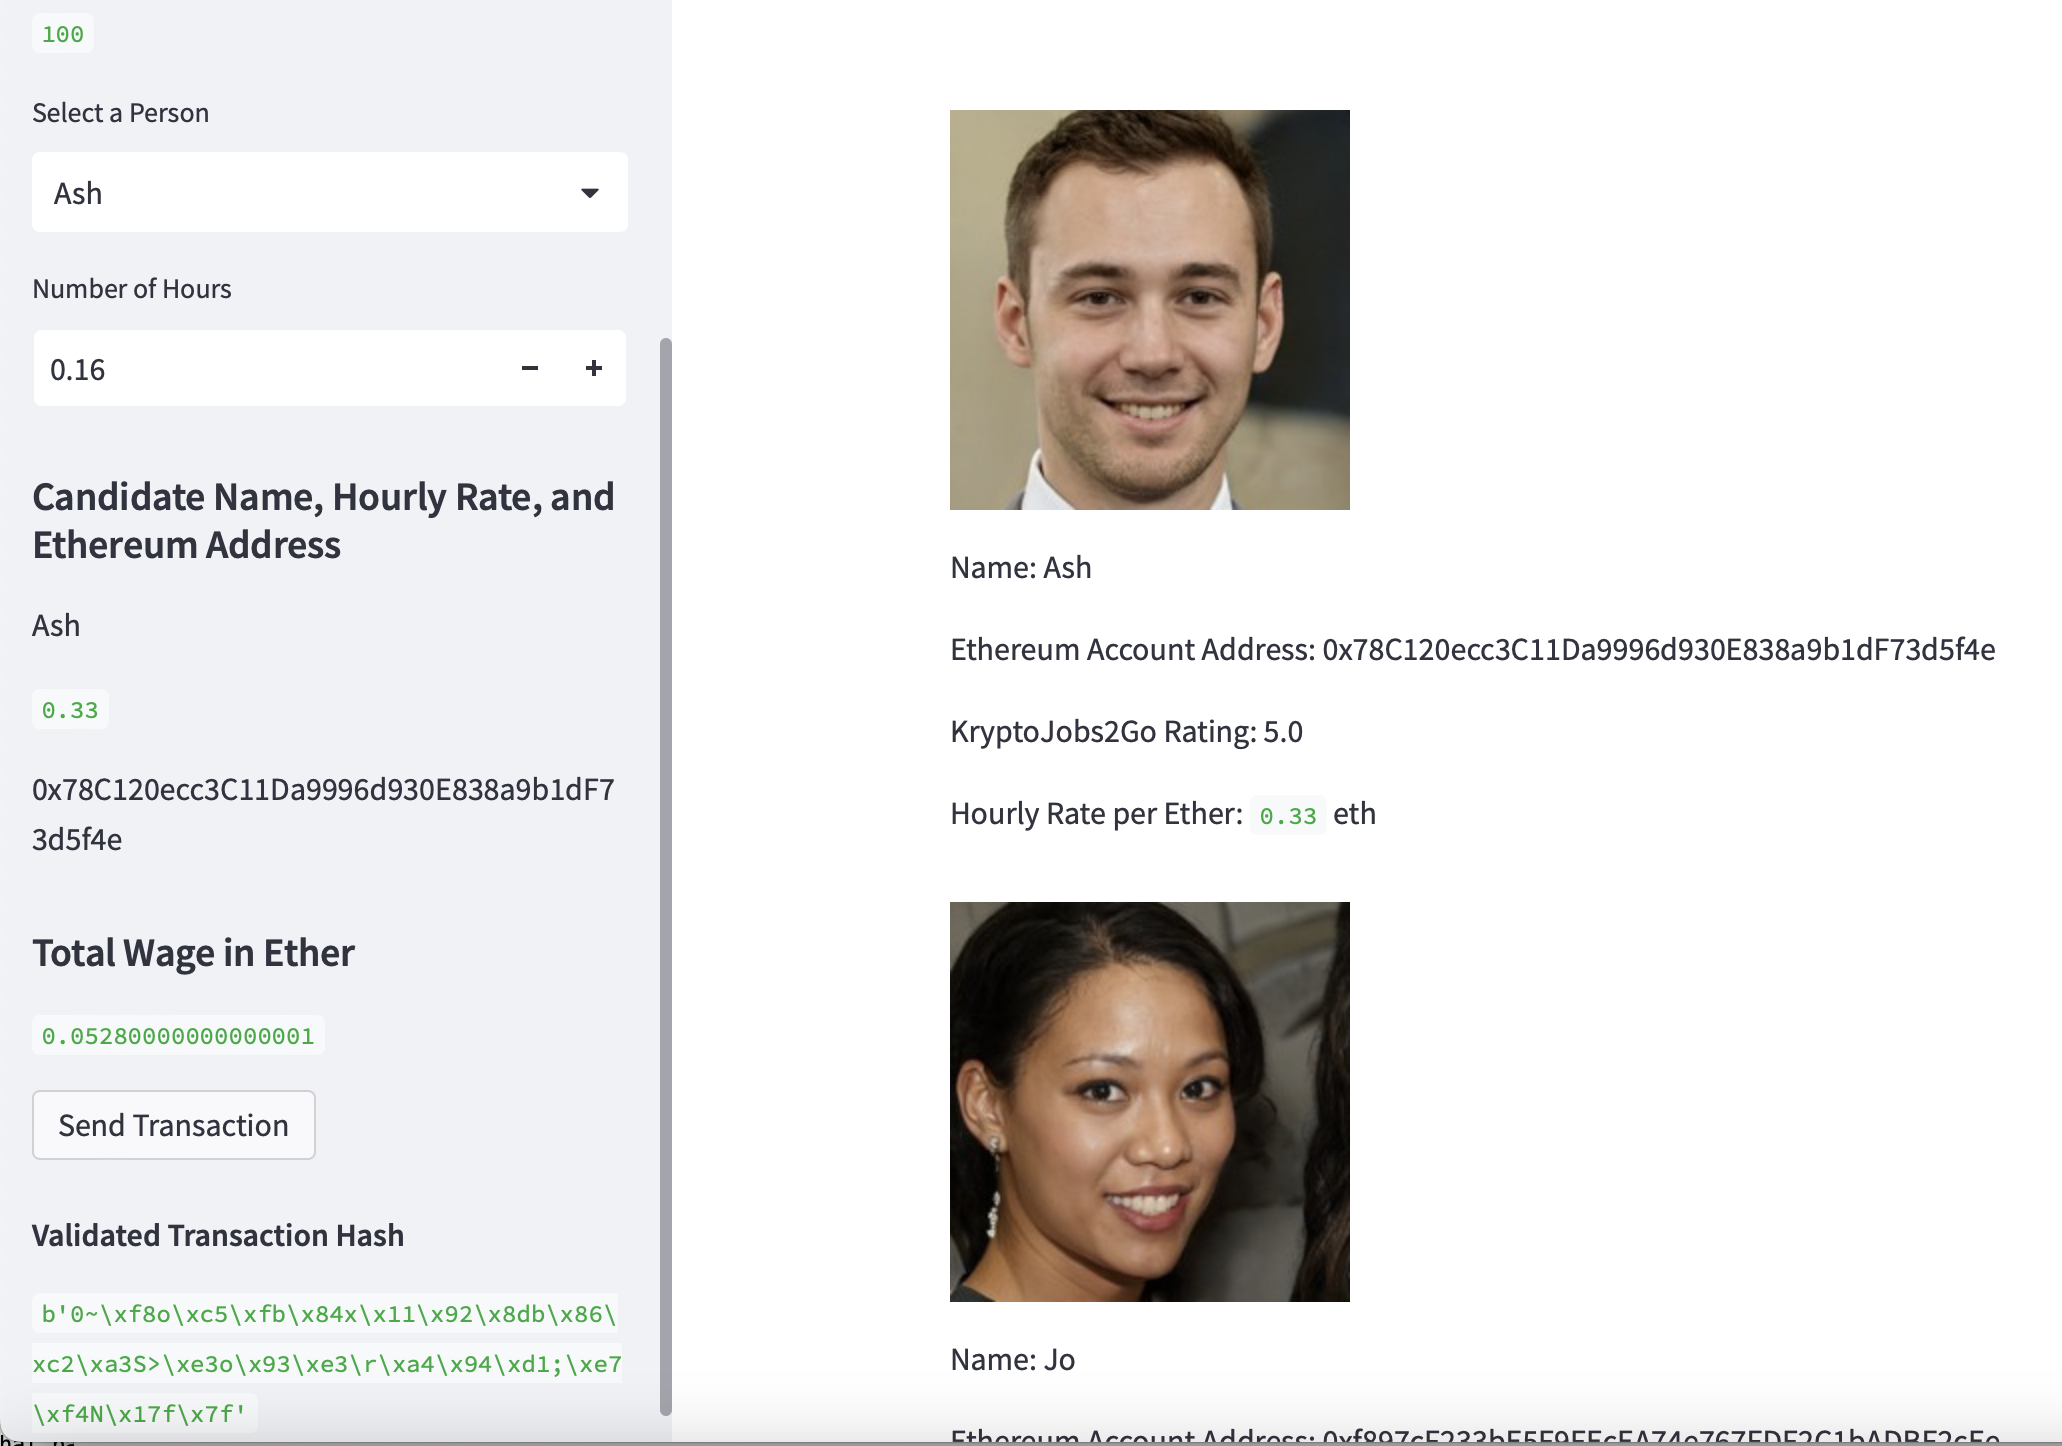 100
Select a Person
Ash
Number of Hours
0.16
Candidate Name, Hourly Rate, and
Ethereum Address
Ash
0.33
0x78C120ecc3C11Da9996d930E838a9b1dF7
3d5f4e
Total Wage in Ether
0.05280000000000001
Send Transaction
Validated Transaction Hash
b'0~\xf8o\xc5\xfb\x84x\x11\x92\x8db\x86\
xc2\xa3S>\xe3o\x93\xe3\r\xa4\x94\xd1;\xe7
\xf4N\x17f\x7f'
Name: Ash
Ethereum Account Address: 0x78C120ecc3C11Da9996d930E838a9b1dF73d5f4e
KryptoJobs2Go Rating: 5.0
Hourly Rate per Ether: 0.33 eth
Name: Jo
Ethereum Account Address: